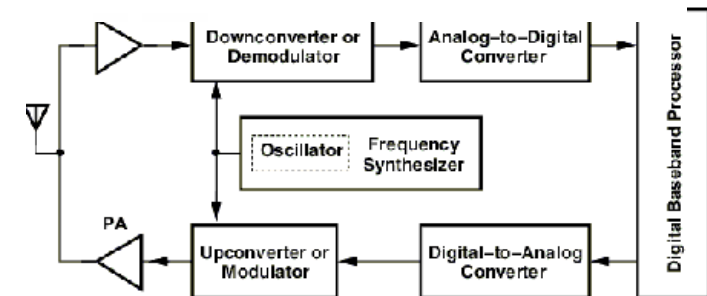 Downconverter or
Demodulator
Analog–to–Digital
Converter
Digital Baseband Processor
Oscillator
Frequency
Synthesizer
PA
Upconverter or
Modulator
Digital–to–Analog
Converter